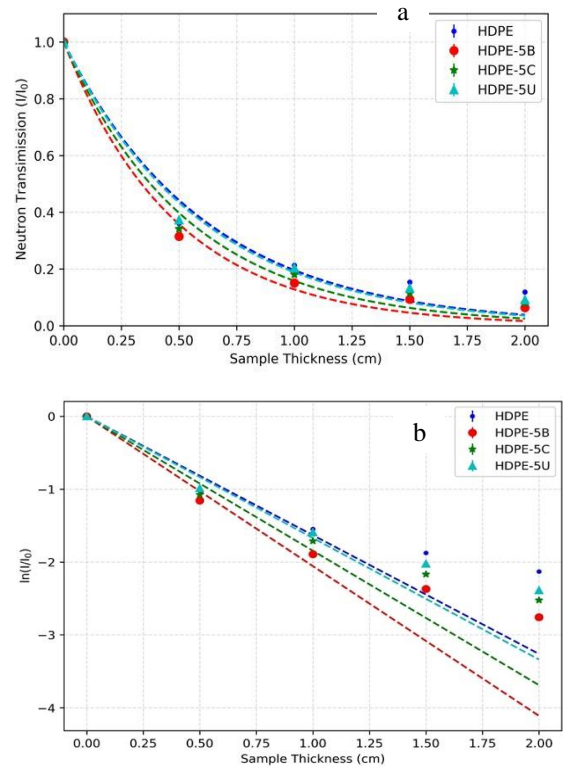 a
HDPE
HDPE-5B
HDPE-5C
HDPE-5U
1.0
0.8
0.6
0.4
0.2
0.0
Neutron Transimission (I/I₀)
0.00 0.25 0.50 0.75 1.00 1.25 1.50 1.75 2.00
Sample Thickness (cm)
b
HDPE
HDPE-5B
HDPE-5C
HDPE-5U
0
−1
−2
−3
−4
ln(I/I₀)
0.00 0.25 0.50 0.75 1.00 1.25 1.50 1.75 2.00
Sample Thickness (cm)